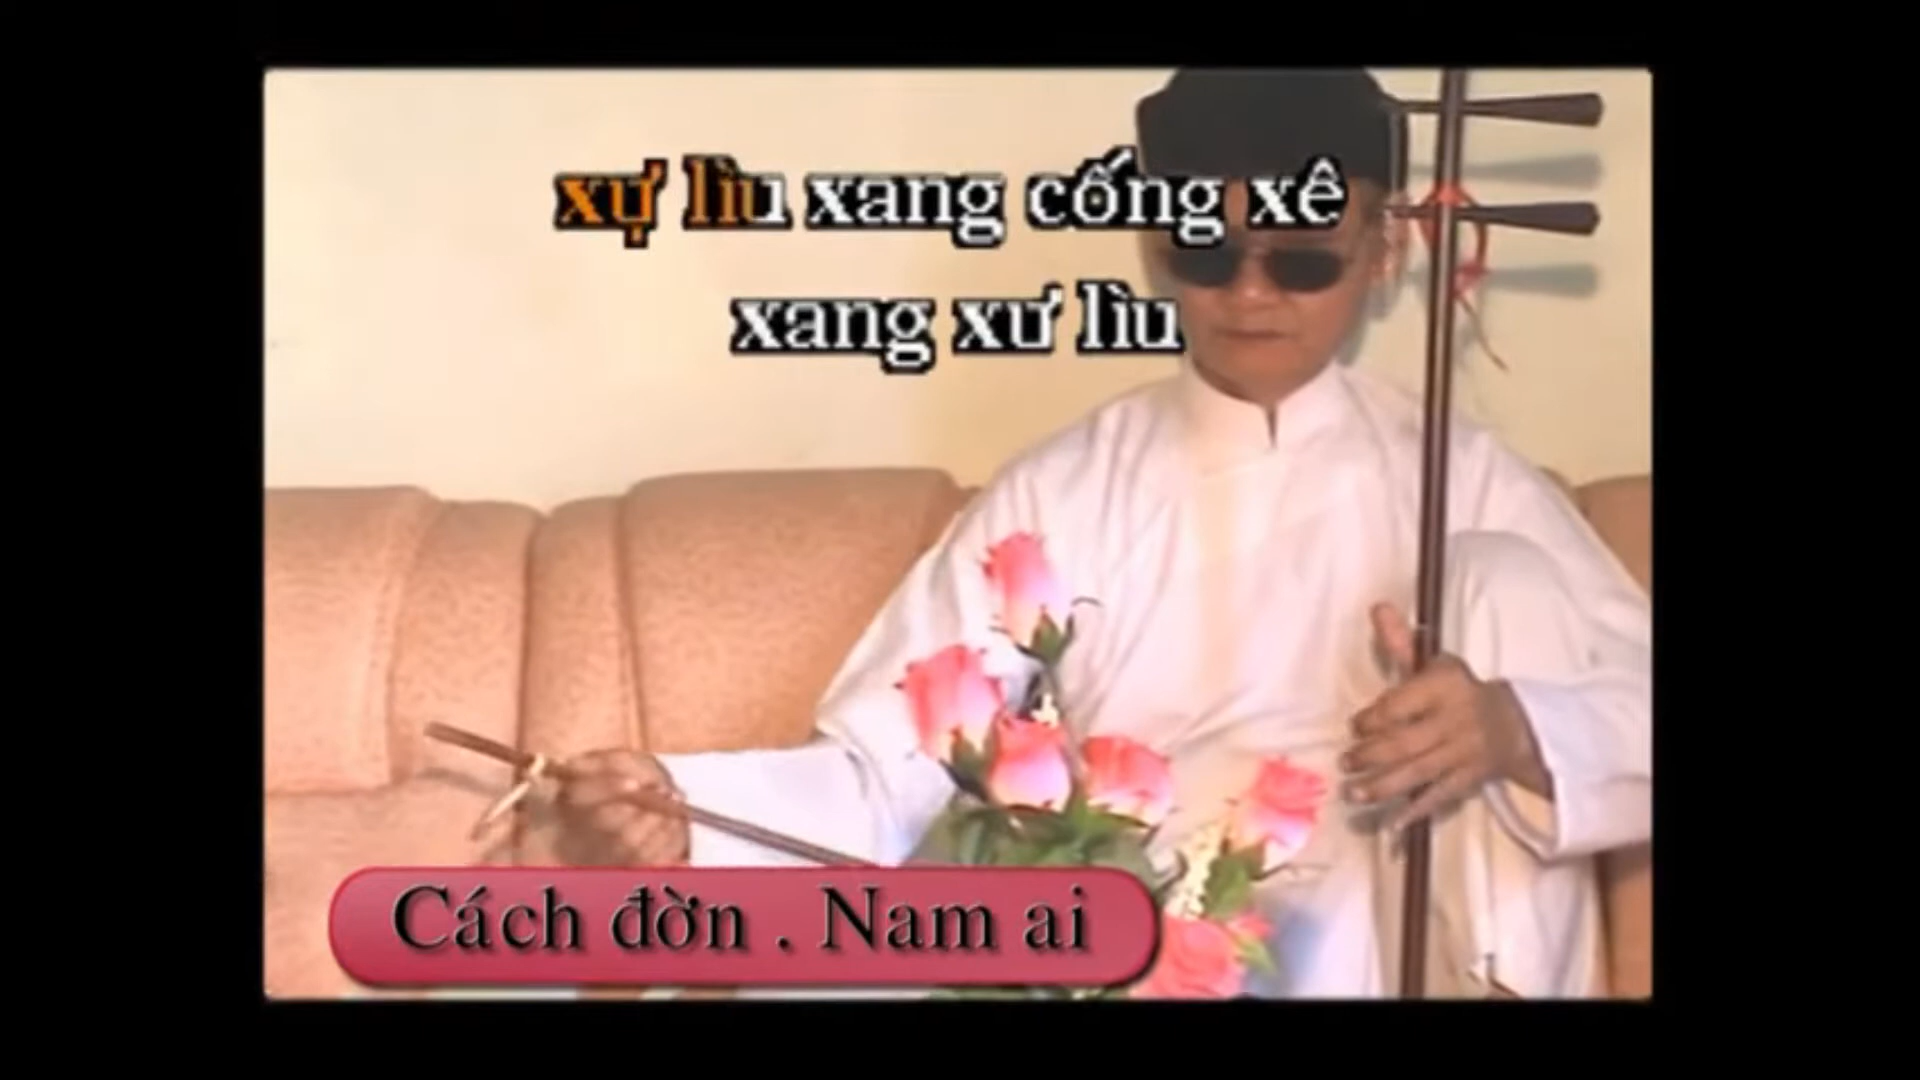 xự lìu xang cống xê
xang xư lìu
Cách đờn . Nam ai